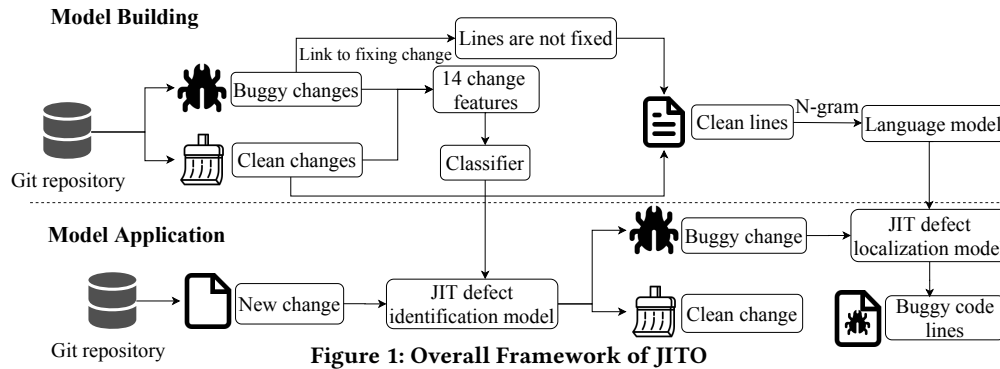 Model Building
Lines are not fixed
Link to fixing change
Buggy changes
14 change
features
Clean lines
N-gram
Language model
Git repository
Clean changes
Classifier
Model Application
Buggy change
JIT defect
localization model
New change
JIT defect
identification model
Clean change
Buggy code
lines
Git repository
Figure 1: Overall Framework of JITO